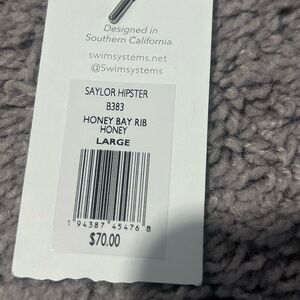 Designed in
Southern California.
swimsystems.net
@Swimsystems
SAYLOR HIPSTER
B383
HONEY BAY RIB
HONEY
LARGE
1 94387 45476 8
$70.00